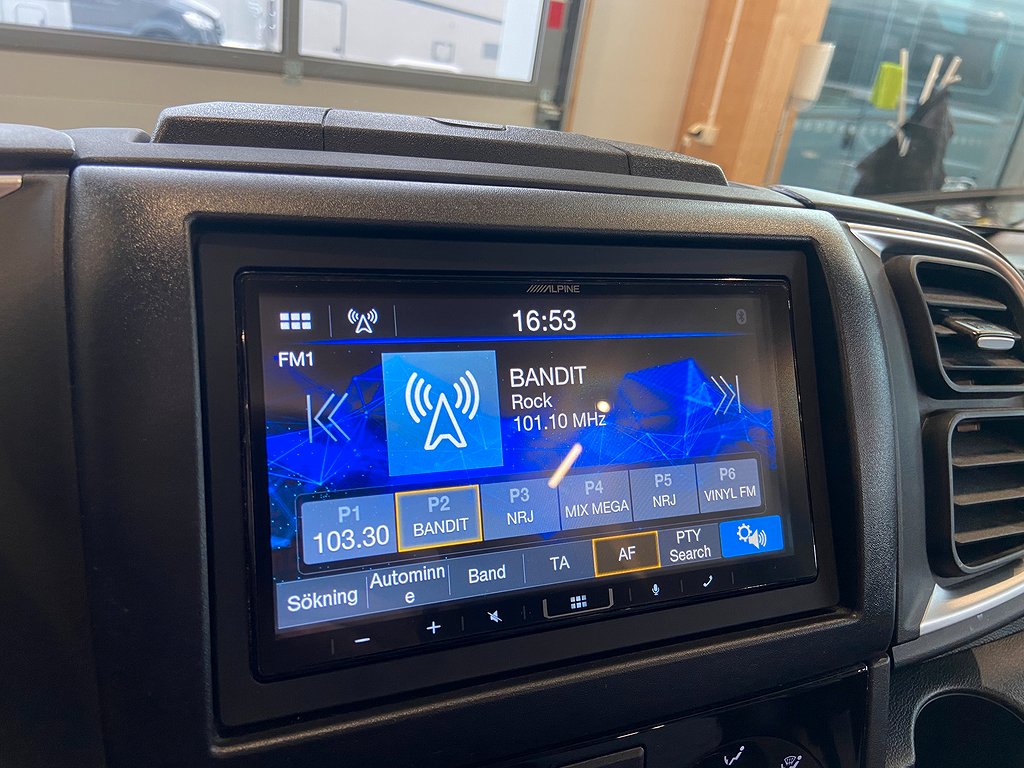 ALPINE
16:53
FM1
BANDIT
Rock
101.10 MHz
P1
103.30
P2
BANDIT
P3
NRJ
P4
MIX MEGA
P5
NRJ
P6
VINYL FM
Sökning
Autominn
e
Band
TA
AF
PTY
Search